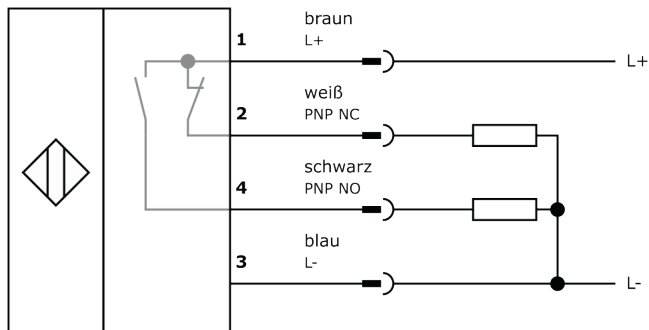 braun
1
L+
L+
weiß
2
PNP NC
schwarz
4
PNP NO
blau
3
L-
L-